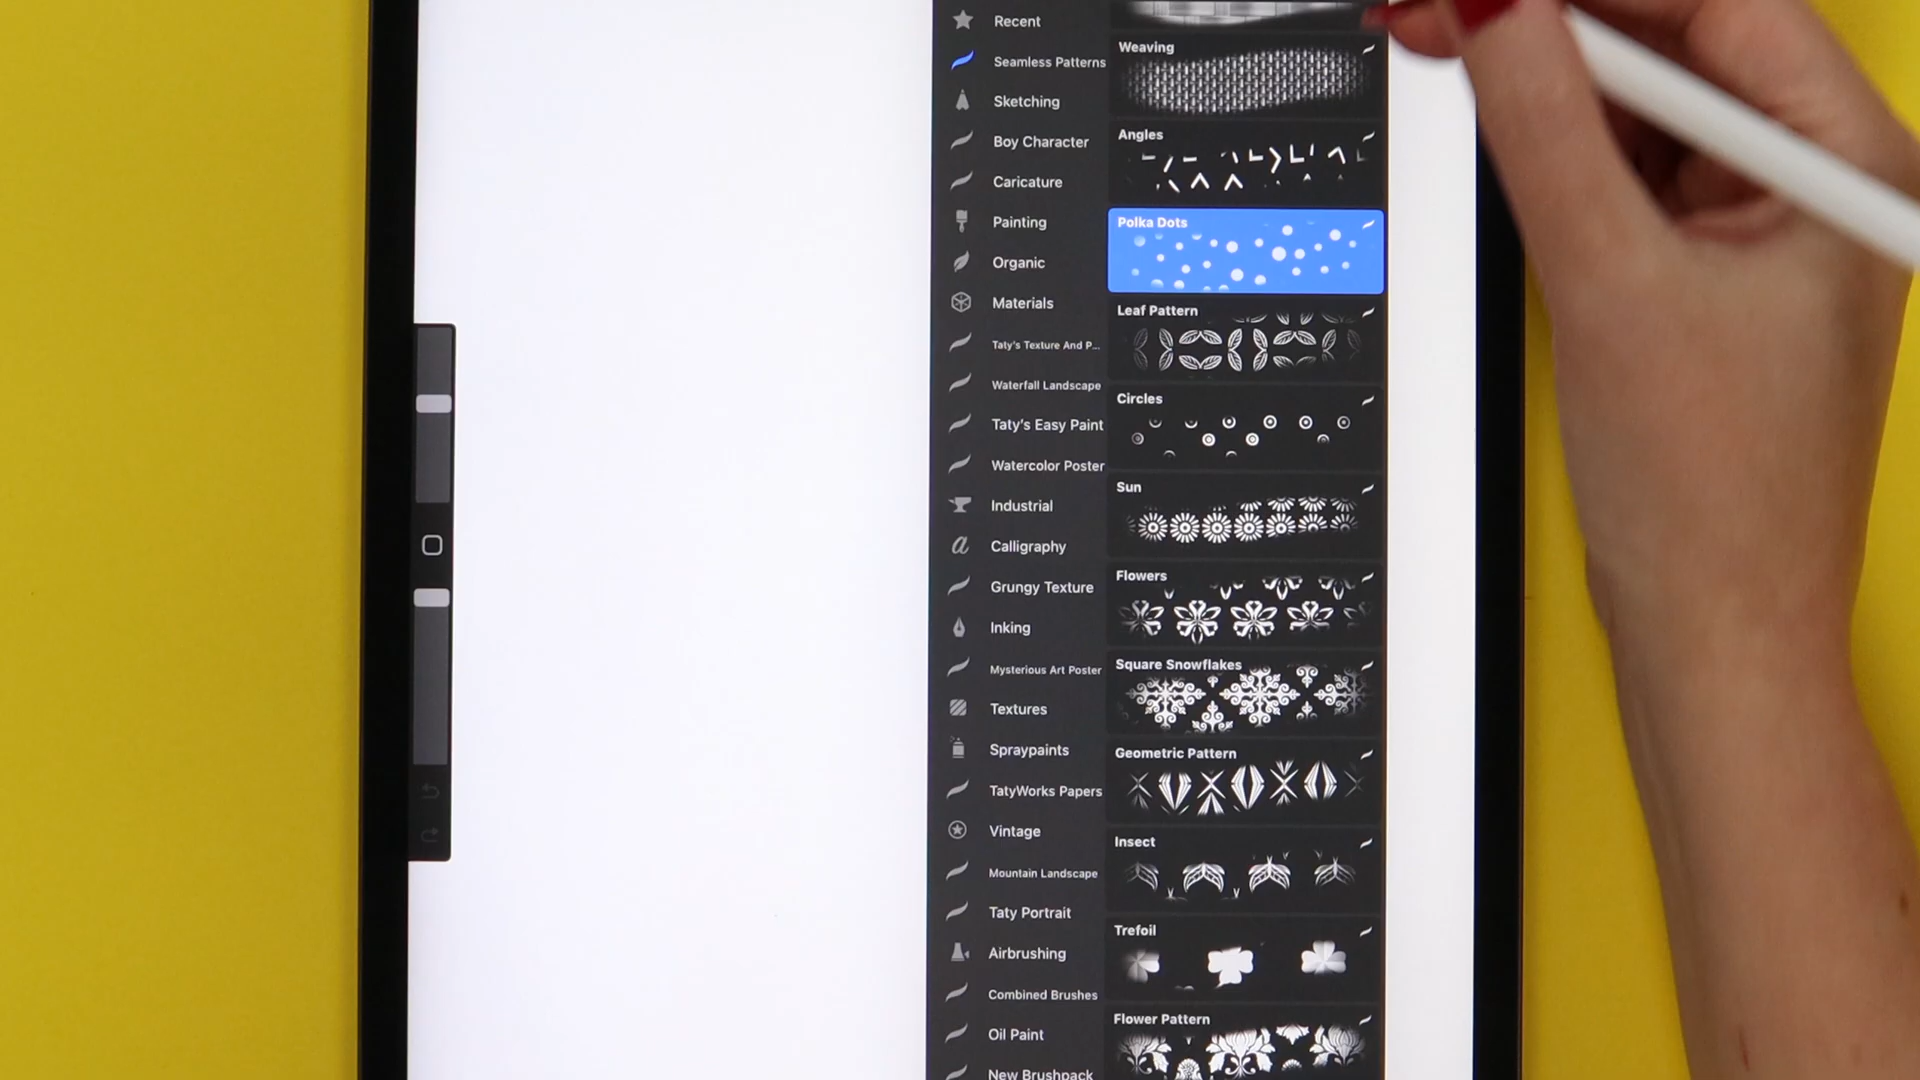 Recent
Seamless Patterns
Sketching
Boy Character
Caricature
Painting
Organic
Materials
Taty's Texture And P...
Waterfall Landscape
Taty's Easy Paint
Watercolor Poster
Industrial
Calligraphy
Grungy Texture
Inking
Mysterious Art Poster
Textures
Spraypaints
TatyWorks Papers
Vintage
Mountain Landscape
Taty Portrait
Airbrushing
Combined Brushes
Oil Paint
New Brushpack
Weaving
Angles
Polka Dots
Leaf Pattern
Circles
Sun
Flowers
Square Snowflakes
Geometric Pattern
Insect
Trefoil
Flower Pattern